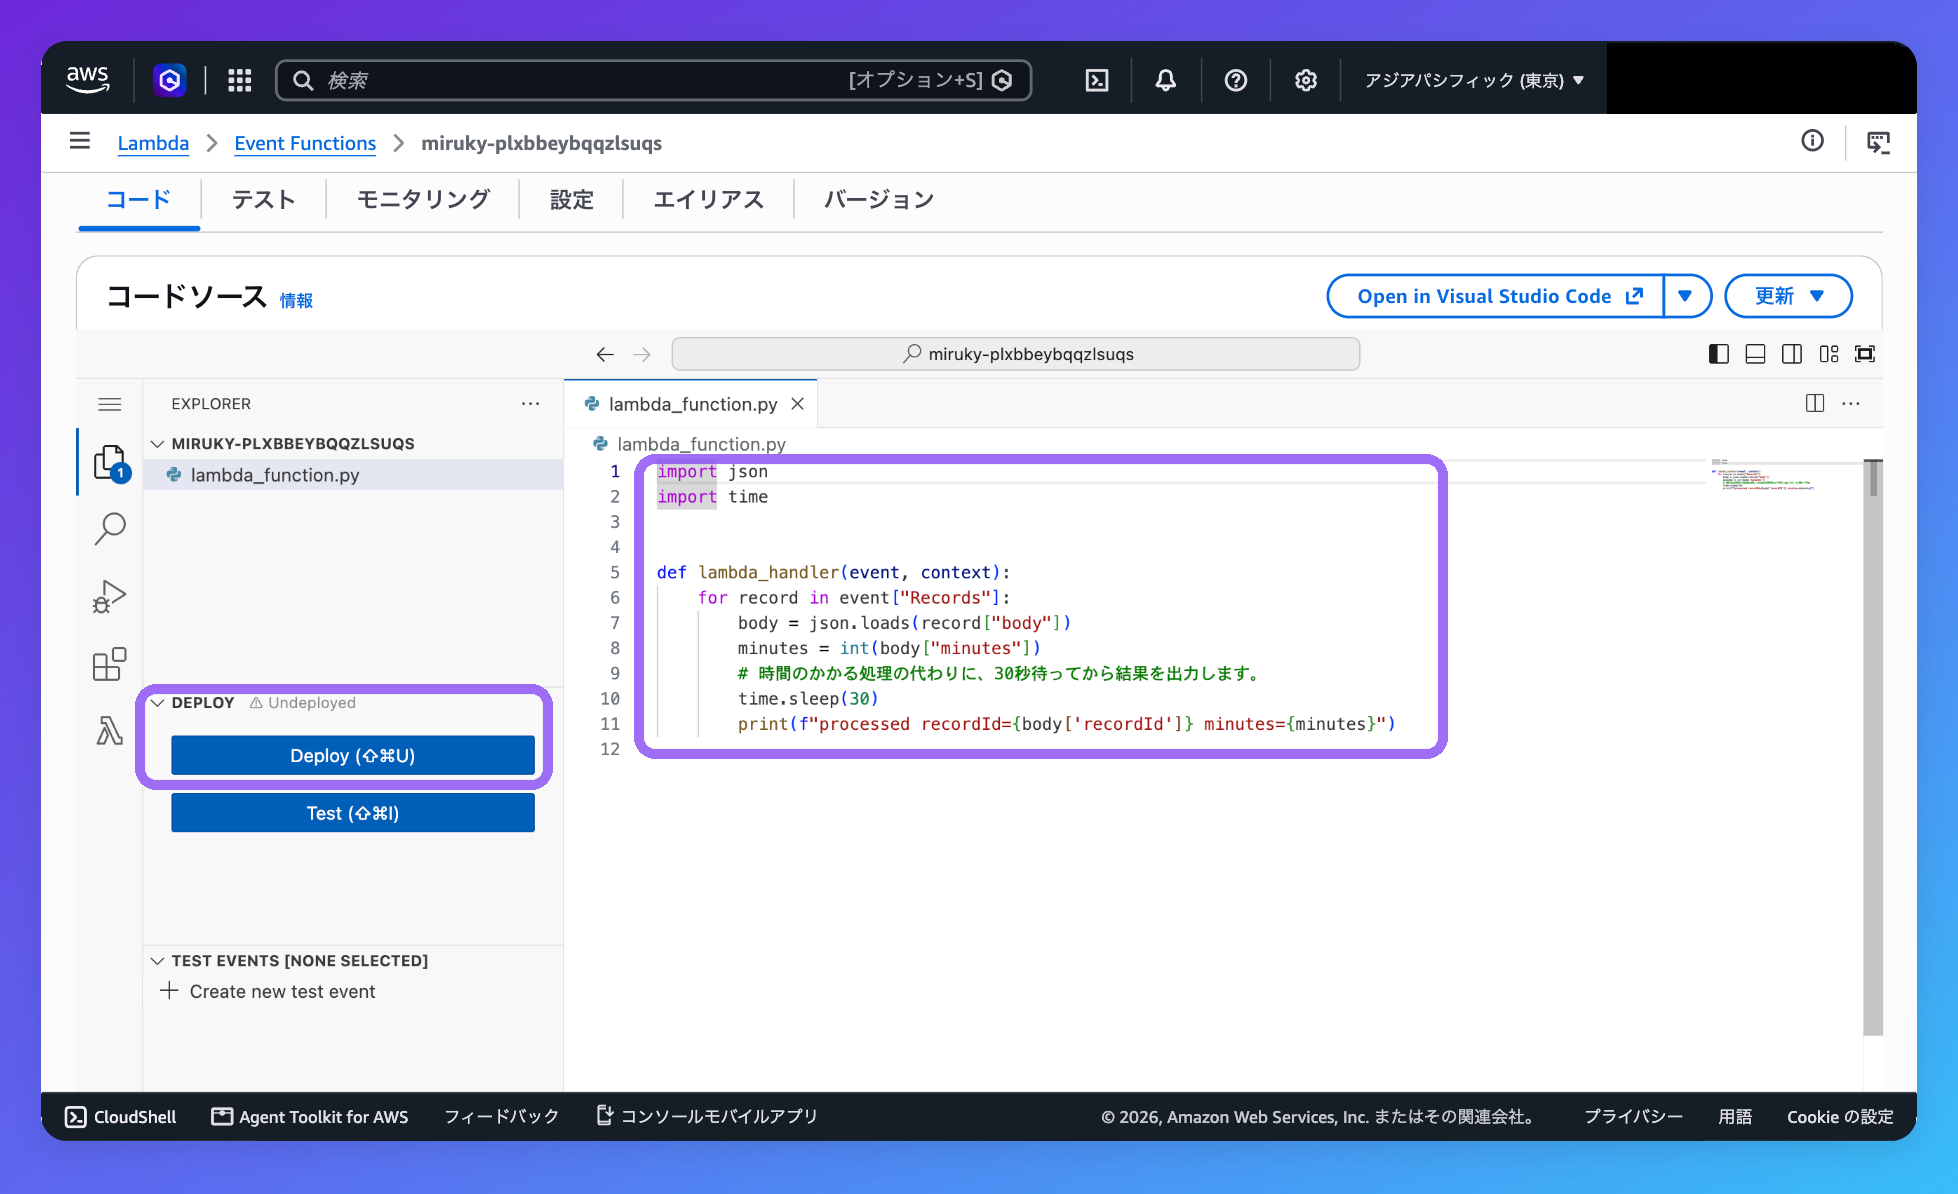 aws
検索
[オプション+S]
アジアパシフィック (東京) ▼
Lambda > Event Functions > miruky-plxbbeybqqzlsuqs
コード
テスト
モニタリング
設定
エイリアス
バージョン
コードソース 情報
Open in Visual Studio Code
更新 ▼
miruky-plxbbeybqqzlsuqs
EXPLORER
MIRUKY-PLXBBEYBQQZLSUQS
1
lambda_function.py
DEPLOY Undeployed
Deploy (⇧⌘U)
Test (⇧⌘I)
TEST EVENTS [NONE SELECTED]
+ Create new test event
lambda_function.py ×
lambda_function.py
1 import json
2 import time
3
4
5 def lambda_handler(event, context):
6     for record in event["Records"]:
7         body = json.loads(record["body"])
8         minutes = int(body["minutes"])
9         # 時間のかかる処理の代わりに、30秒待ってから結果を出力します。
10         time.sleep(30)
11         print(f"processed recordId={body['recordId']} minutes={minutes}")
12
CloudShell
Agent Toolkit for AWS
フィードバック
コンソールモバイルアプリ
© 2026, Amazon Web Services, Inc. またはその関連会社。
プライバシー
用語
Cookie の設定